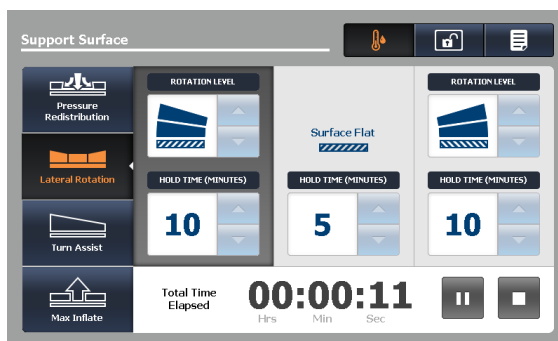 Support Surface
Pressure
Redistribution
Lateral Rotation
Turn Assist
Max Inflate
ROTATION LEVEL
HOLD TIME (MINUTES)
10
Surface Flat
HOLD TIME (MINUTES)
5
ROTATION LEVEL
HOLD TIME (MINUTES)
10
Total Time
Elapsed
00:00:11
Hrs Min Sec